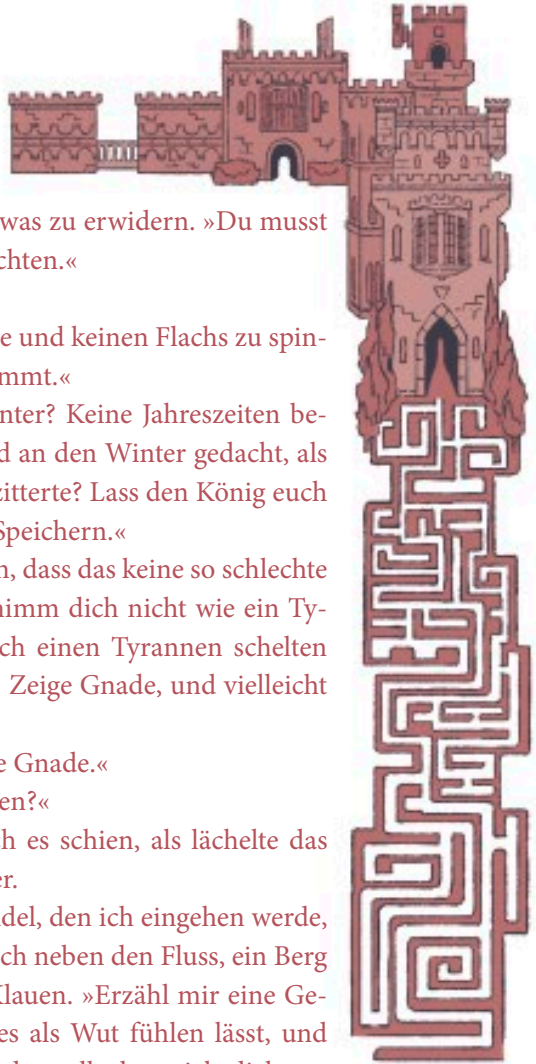 was zu erwidern. »Du musst
chten.«
e und keinen Flachs zu spin-
mmt.«
nter? Keine Jahreszeiten be-
d an den Winter gedacht, als
zitterte? Lass den König euch
Speichern.«
n, dass das keine so schlechte
nimm dich nicht wie ein Ty-
ch einen Tyrannen schelten
Zeige Gnade, und vielleicht
e Gnade.«
en?«
h es schien, als lächelte das
er.
ndel, den ich eingehen werde,
ch neben den Fluss, ein Berg
Klauen. »Erzähl mir eine Ge-
es als Wut fühlen lässt, und